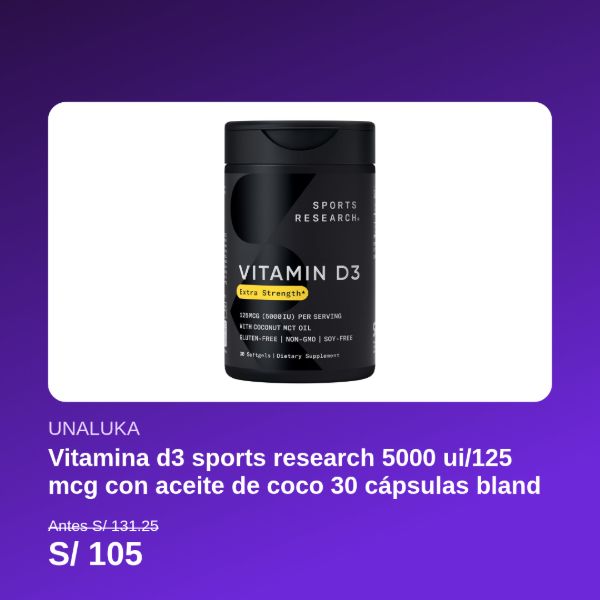 SPORTS
RESEARCH®
VITAMIN D3
Extra Strength*
125MCG (5000IU) PER SERVING
WITH COCONUT MCT OIL
GLUTEN-FREE | NON-GMO | SOY-FREE
30 Softgels | Dietary Supplement
UNALUKA
Vitamina d3 sports research 5000 ui/125
mcg con aceite de coco 30 cápsulas bland
Antes S/ 131.25
S/ 105